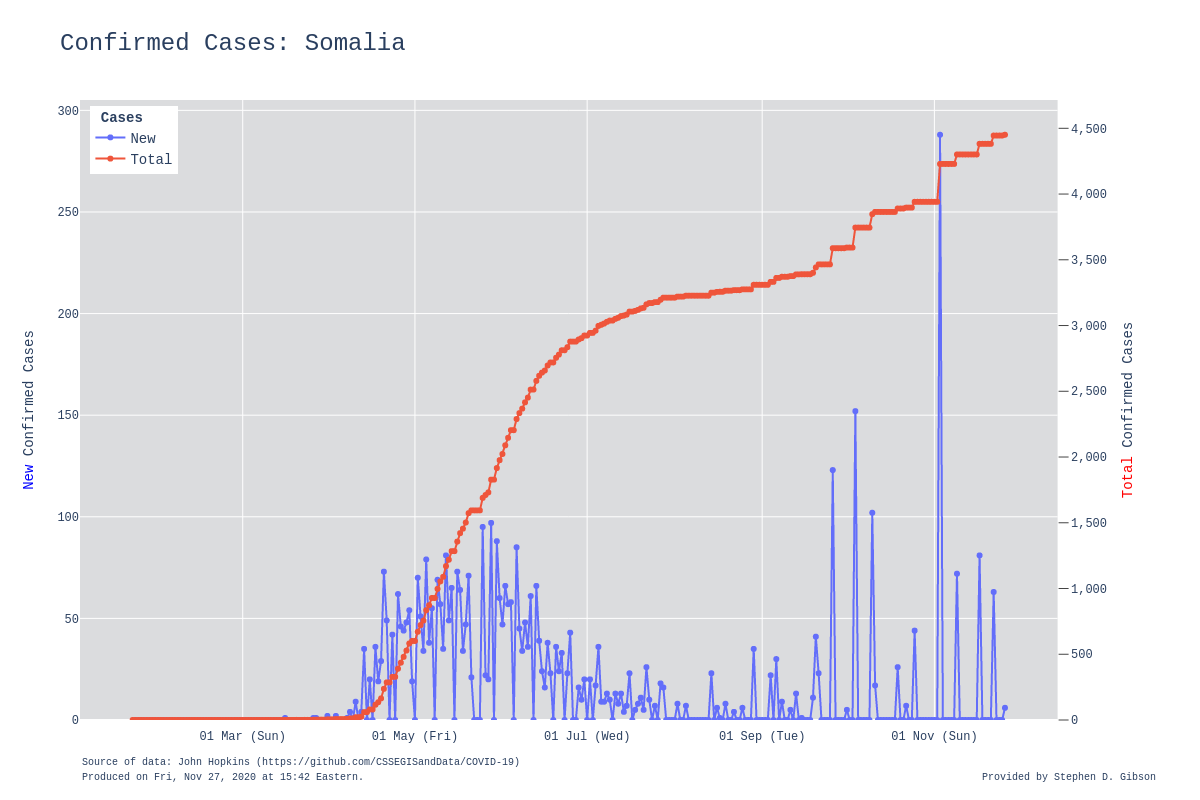 Confirmed Cases: Somalia
Cases
New
Total
300
250
200
150
100
50
0
New Confirmed Cases
4,500
4,000
3,500
3,000
2,500
2,000
1,500
1,000
500
0
Total Confirmed Cases
01 Mar (Sun)
01 May (Fri)
01 Jul (Wed)
01 Sep (Tue)
01 Nov (Sun)
Source of data: John Hopkins (https://github.com/CSSEGISandData/COVID-19)
Produced on Fri, Nov 27, 2020 at 15:42 Eastern.
Provided by Stephen D. Gibson